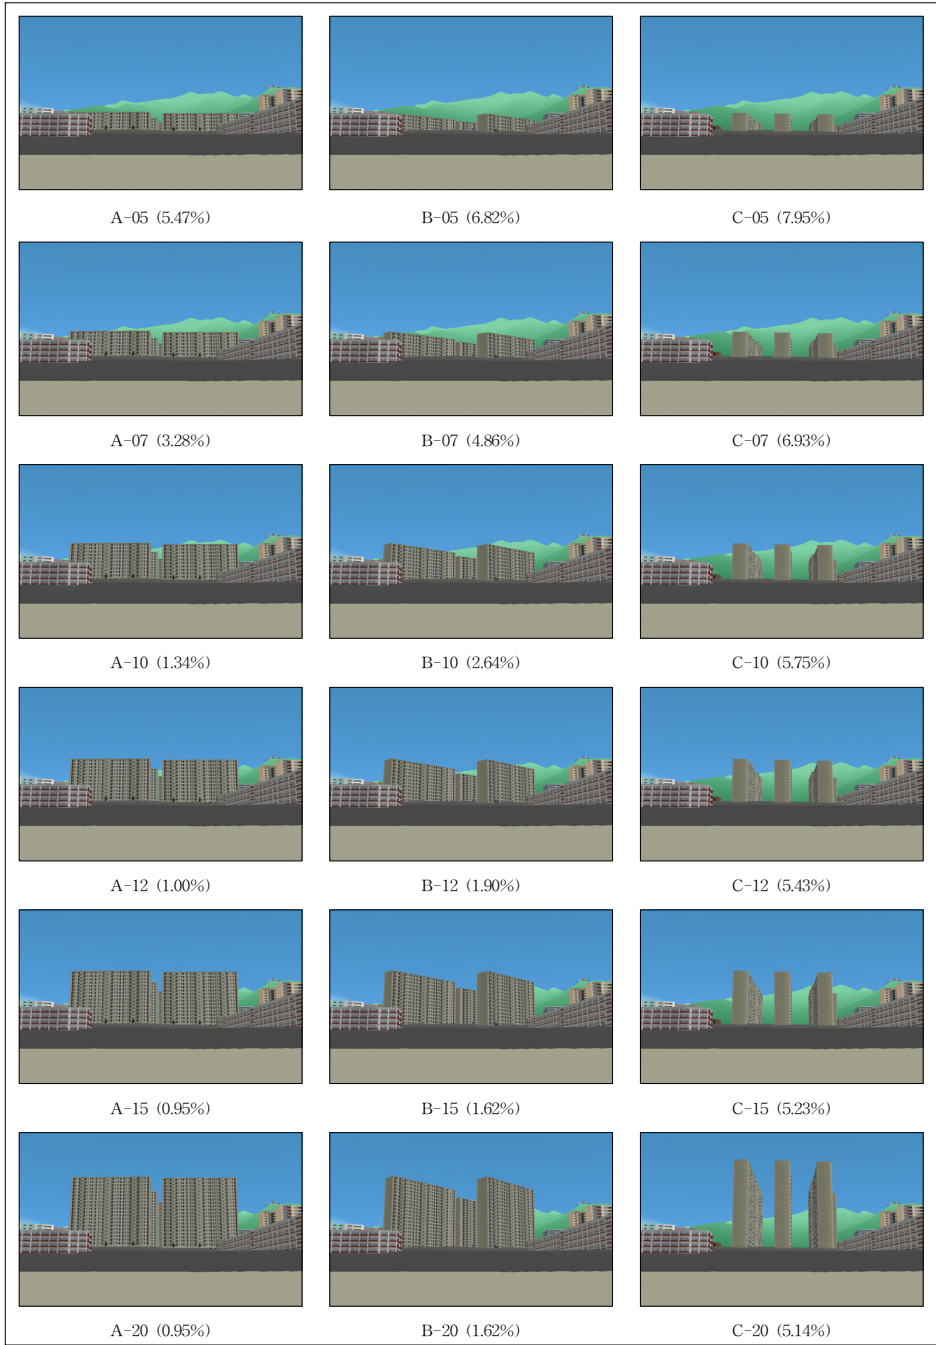 A-05 (5.47%) B-05 (6.82%) C-05 (7.95%)
A-07 (3.28%) B-07 (4.86%) C-07 (6.93%)
A-10 (1.34%) B-10 (2.64%) C-10 (5.75%)
A-12 (1.00%) B-12 (1.90%) C-12 (5.43%)
A-15 (0.95%) B-15 (1.62%) C-15 (5.23%)
A-20 (0.95%) B-20 (1.62%) C-20 (5.14%)